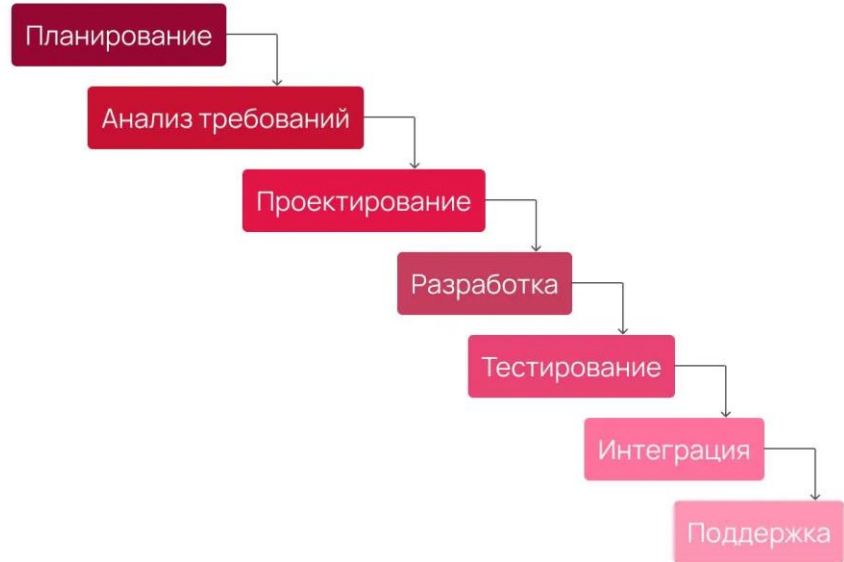 Планирование
Анализ требований
Проектирование
Разработка
Тестирование
Интеграция
Поддержка